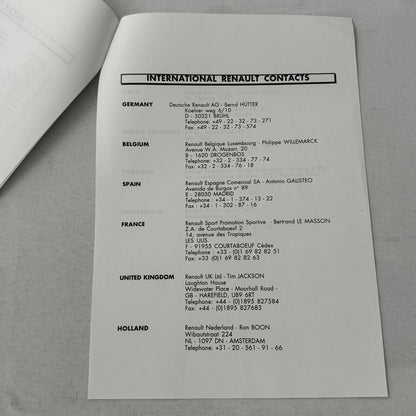 INTERNATIONAL RENAULT CONTACTS
GERMANY Deutsche Renault AG - Bernd HÜTTER
Koelner weg 6/10
D - 50321 BRUHL
Telephone: +49 - 22 - 32 - 73 - 271
Fax: +49 - 22 - 32 - 73 - 574
BELGIUM Renault Belgique Luxembourg - Philippe WILLEMARCK
Avenue W.A. Mozart, 20
B - 1620 DROGENBOS
Telephone: +32 - 2 - 334 - 77 - 74
Fax: +32 - 2 - 334 - 76 - 18
SPAIN Renault Espagne Comercial SA - Antonio GALISTEO
Avenida de Burgos n° 89
E - 28050 MADRID
Telephone : +34 - 1 - 374 - 13 - 22
Fax : +34 - 1 - 302 - 87 - 16
FRANCE Renault Sport Promotion Sportive - Bertrand LE MASSON
Z.A. de Courtaboeuf 2
14, avenue des Tropiques
LES ULIS
F - 91955 COURTABOEUF Cédex
Telephone: +33 -(0)1 69 82 82 51
Fax: +33 -(0)1 69 82 82 63
UNITED KINGDOM Renault UK Ltd - Tim JACKSON
Loughton House
Widewater Place - Moorhall Road -
GB - HAREFIELD, UB9 6RT
Telephone: +44 - (0)1895 827584
Fax: +44 - (0)1895 827683
HOLLAND Renault Nederland - Ron BOON
Wibautstraat 224
NL - 1097 DN - AMSTERDAM
Telephone: +31 - 20 - 561 - 91 - 66